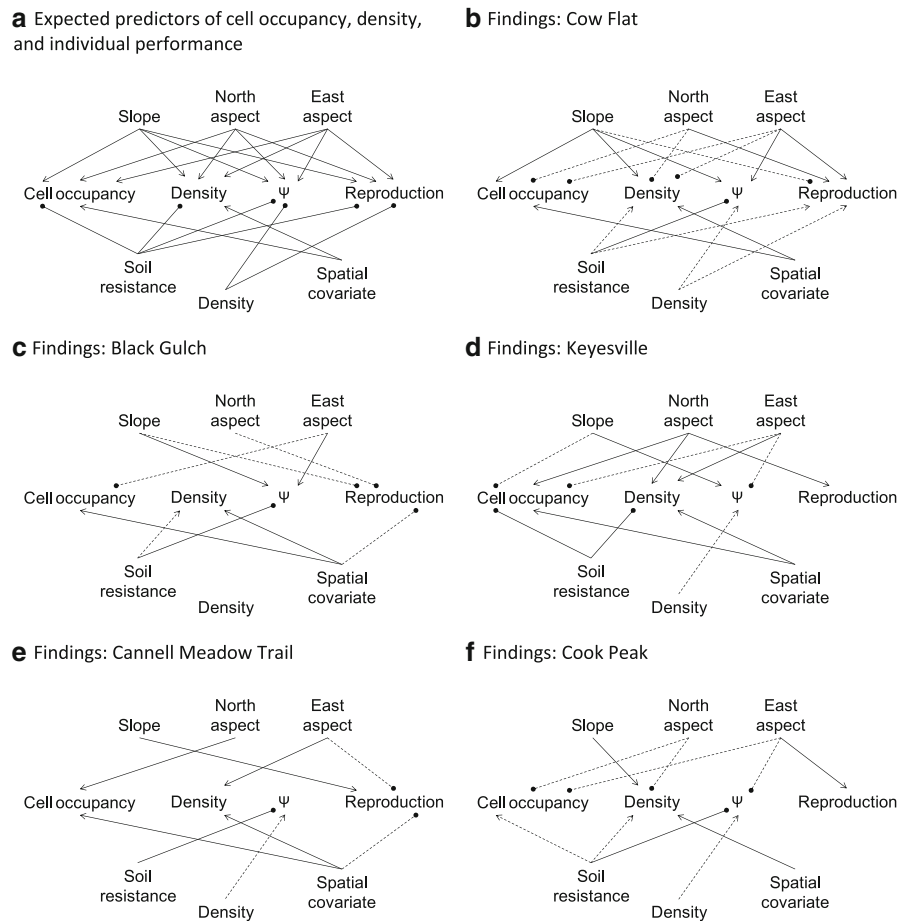 a Expected predictors of cell occupancy, density,
and individual performance
North
aspect
East
aspect
Slope
Cell occupancy
Density
Ψ
Reproduction
Soil
resistance
Density
Spatial
covariate
b Findings: Cow Flat
North
aspect
East
aspect
Slope
Cell occupancy
Density
Ψ
Reproduction
Soil
resistance
Density
Spatial
covariate
c Findings: Black Gulch
North
aspect
East
aspect
Slope
Cell occupancy
Density
Ψ
Reproduction
Soil
resistance
Density
Spatial
covariate
d Findings: Keyesville
North
aspect
East
aspect
Slope
Cell occupancy
Density
Ψ
Reproduction
Soil
resistance
Density
Spatial
covariate
e Findings: Cannell Meadow Trail
North
aspect
East
aspect
Slope
Cell occupancy
Density
Ψ
Reproduction
Soil
resistance
Density
Spatial
covariate
f Findings: Cook Peak
North
aspect
East
aspect
Slope
Cell occupancy
Density
Ψ
Reproduction
Soil
resistance
Density
Spatial
covariate